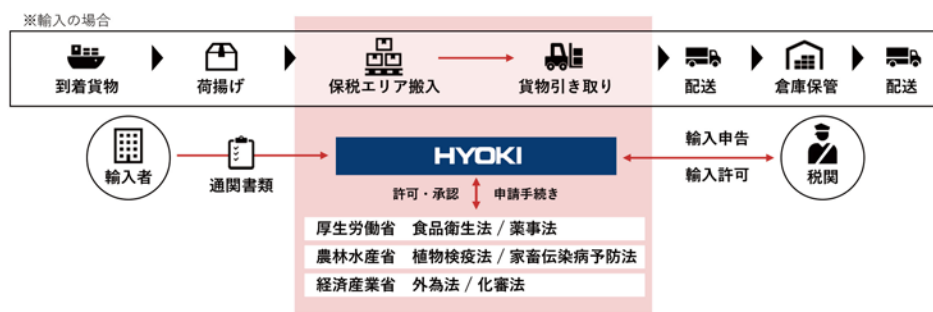 ※輸入の場合
到着貨物 荷揚げ 保税エリア搬入 貨物引き取り 配送 倉庫保管 配送
輸入者 通関書類 HYOKI 輸入申告 輸入許可 税関
許可・承認 申請手続き
厚生労働省 食品衛生法 / 薬事法
農林水産省 植物検疫法 / 家畜伝染病予防法
経済産業省 外為法 / 化審法